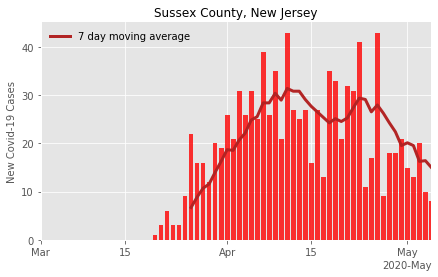 Sussex County, New Jersey
7 day moving average
New Covid-19 Cases
40
30
20
10
0
Mar 15 Apr 15 May
2020-May